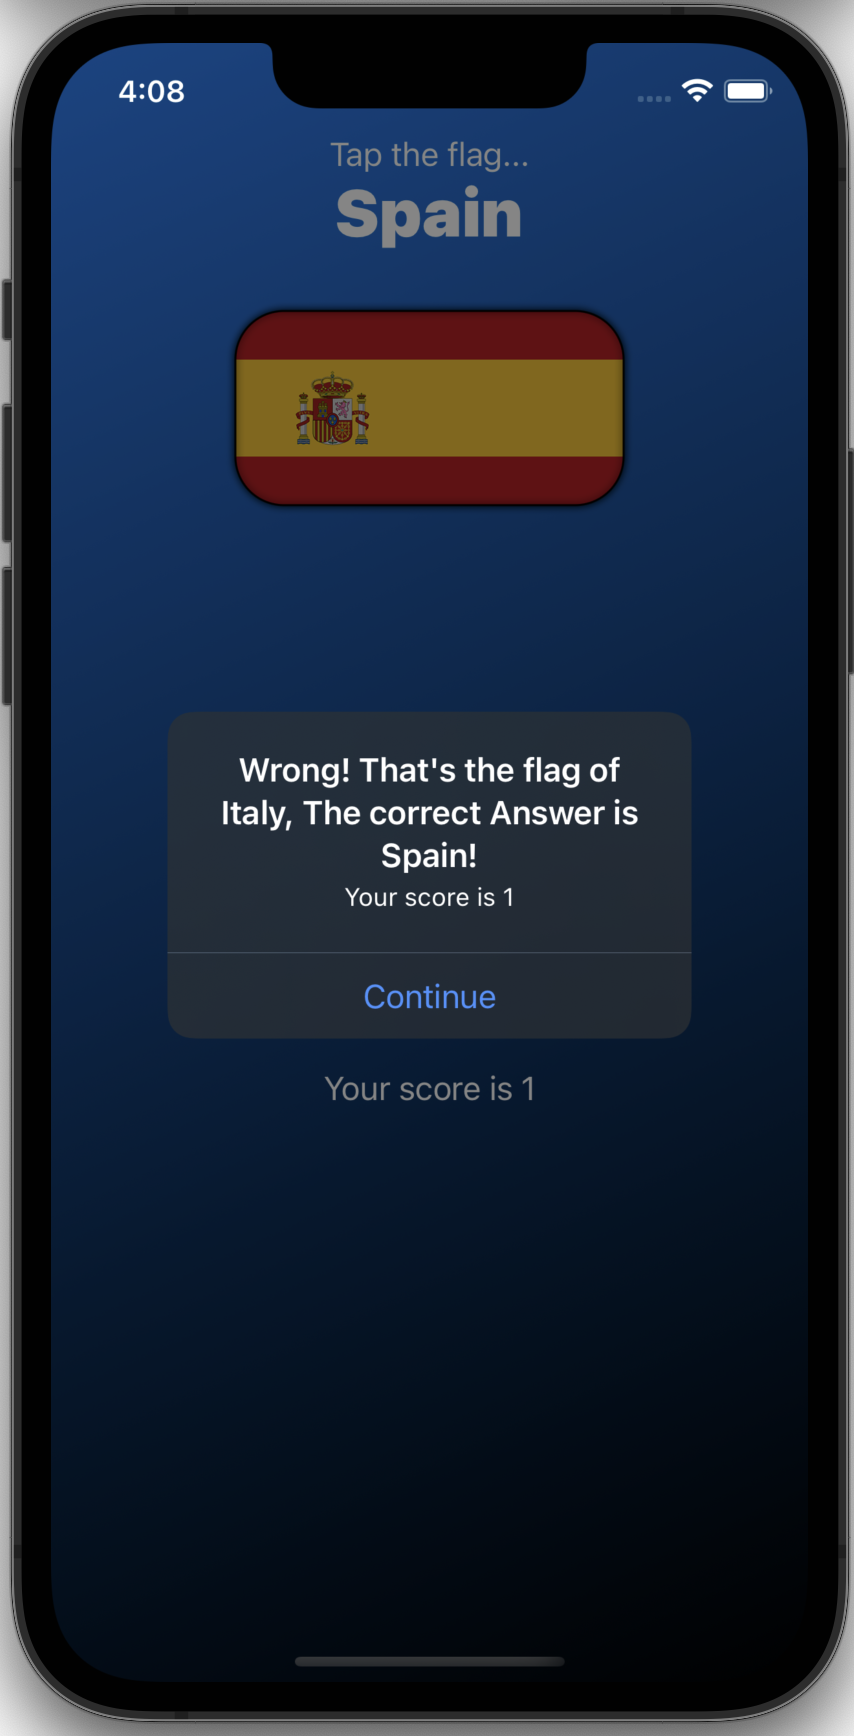 4:08
Tap the flag...
Spain
Wrong! That's the flag of
Italy, The correct Answer is
Spain!
Your score is 1
Continue
Your score is 1